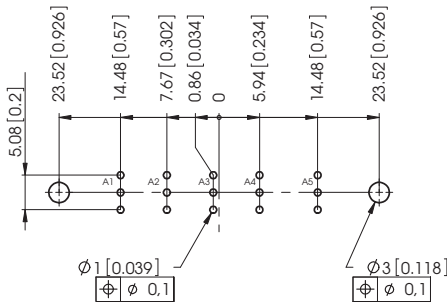 23.52 [0.926]
14.48 [0.57]
7.67 [0.302]
0.86 [0.034]
0
5.94 [0.234]
14.48 [0.57]
23.52 [0.926]
5.08 [0.2]
A1 A2 A3 A4 A5
Ø1 [0.039]
⌖ Ø 0,1
Ø3 [0.118]
⌖ Ø 0,1